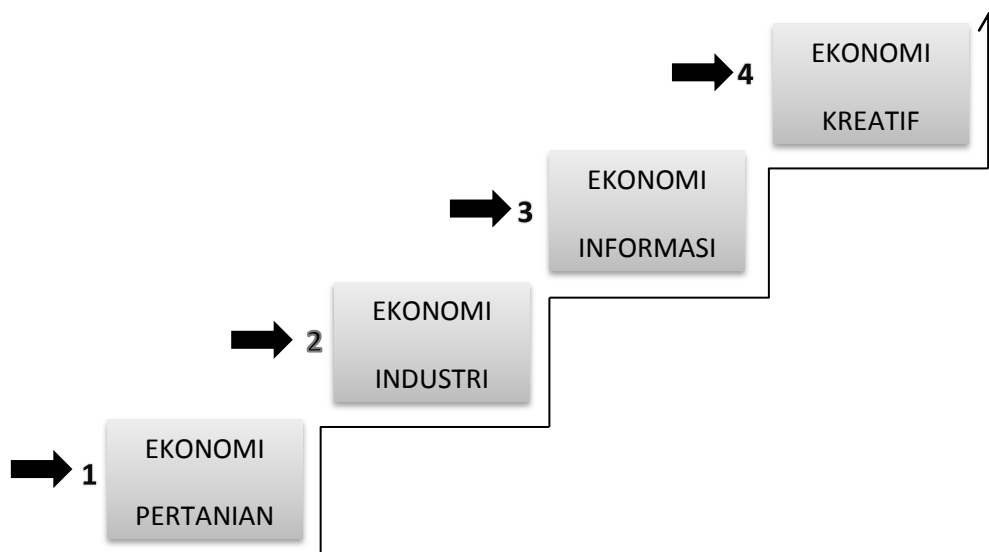 4
EKONOMI
KREATIF
3
EKONOMI
INFORMASI
2
EKONOMI
INDUSTRI
1
EKONOMI
PERTANIAN